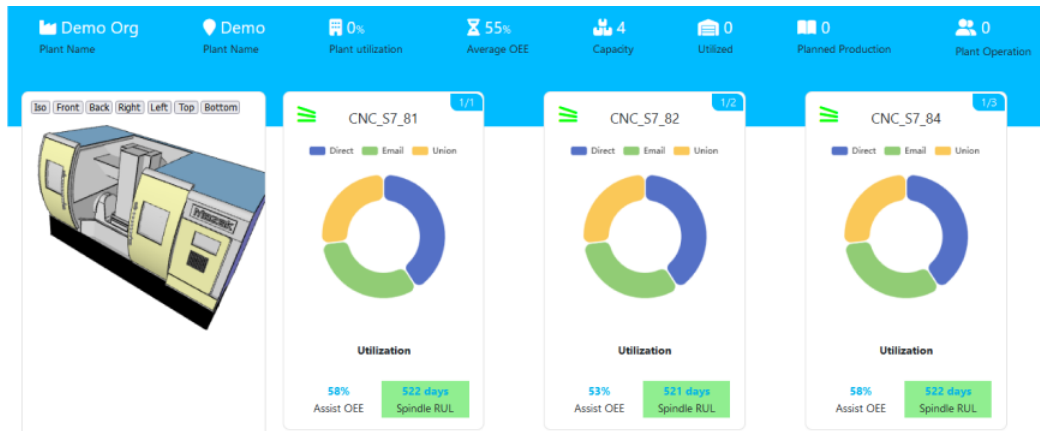 Demo Org
Plant Name
Demo
Plant Name
0%
Plant utilization
55%
Average OEE
4
Capacity
0
Utilized
0
Planned Production
0
Plant Operation
Iso Front Back Right Left Top Bottom
1/1
CNC_S7_81
Direct Email Union
Utilization
58%
Assist OEE
522 days
Spindle RUL
1/2
CNC_S7_82
Direct Email Union
Utilization
53%
Assist OEE
521 days
Spindle RUL
1/3
CNC_S7_84
Direct Email Union
Utilization
58%
Assist OEE
522 days
Spindle RUL